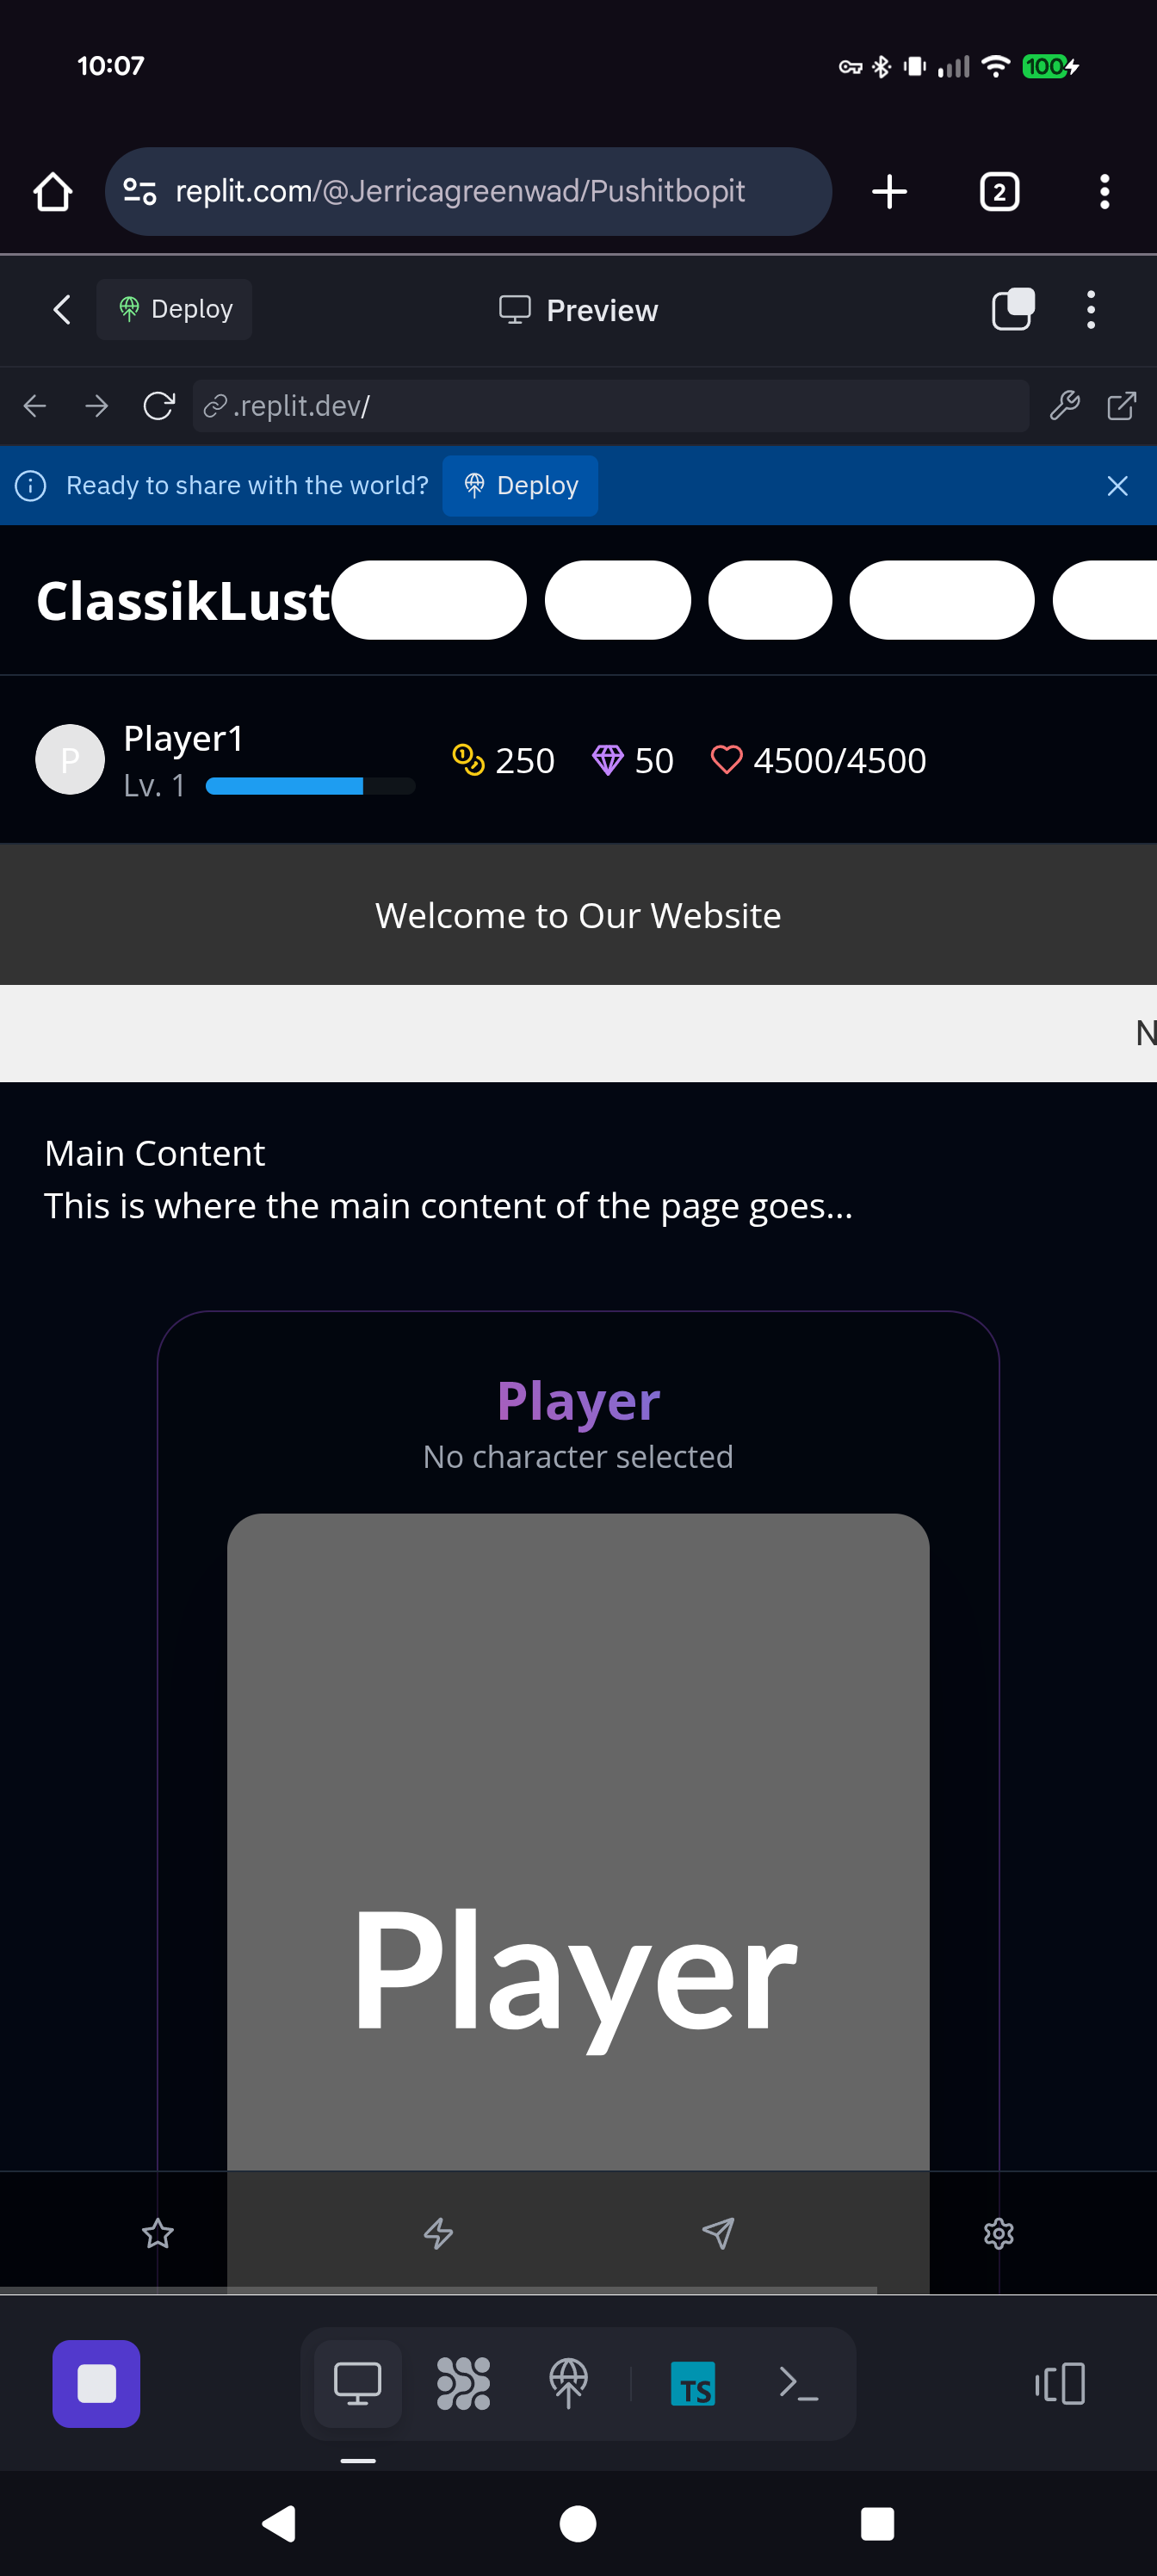 10:07
100
replit.com/@Jerricagreenwad/Pushitbopit
2
Deploy
Preview
.replit.dev/
Ready to share with the world?
Deploy
ClassikLust
P
Player1
Lv. 1
250
50
4500/4500
Welcome to Our Website
N
Main Content
This is where the main content of the page goes...
Player
No character selected
Player
TS